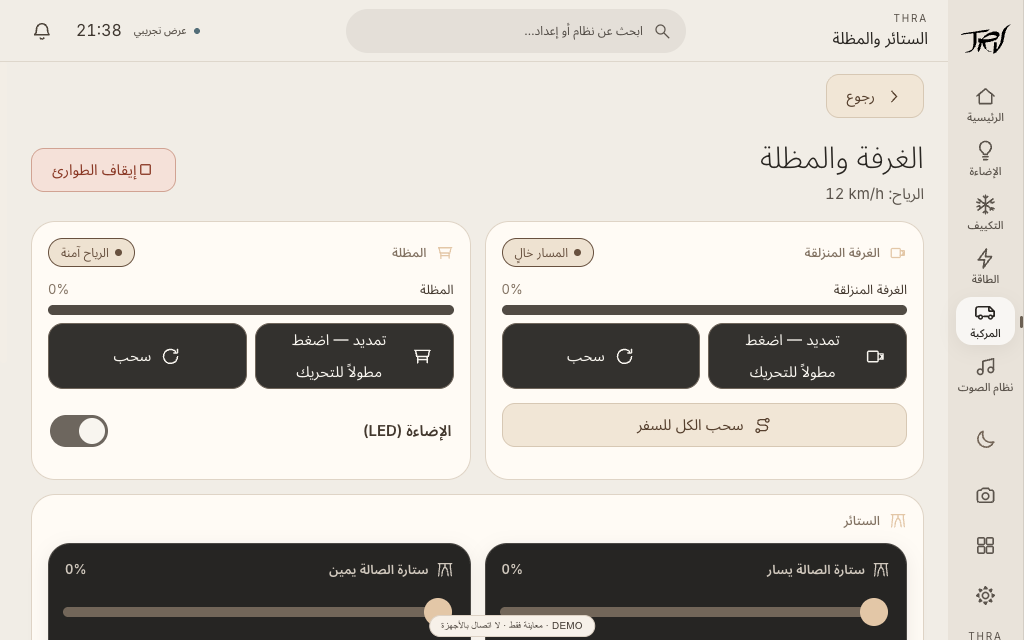 THRA
الستائر والمظلة
ابحث عن نظام أو إعداد...
عرض تجريبي
21:38
الرئيسية
الإضاءة
التكييف
الطاقة
المركبة
نظام الصوت
THRA
رجوع
الغرفة والمظلة
الرياح: 12 km/h
إيقاف الطوارئ
الغرفة المنزلقة
المسار خالٍ
الغرفة المنزلقة
0%
تمديد — اضغط
مطولاً للتحريك
سحب
سحب الكل للسفر
المظلة
الرياح آمنة
المظلة
0%
تمديد — اضغط
مطولاً للتحريك
سحب
الإضاءة (LED)
الستائر
ستارة الصالة يسار
0%
ستارة الصالة يمين
0%
DEMO · معاينة فقط · لا اتصال بالأجهزة